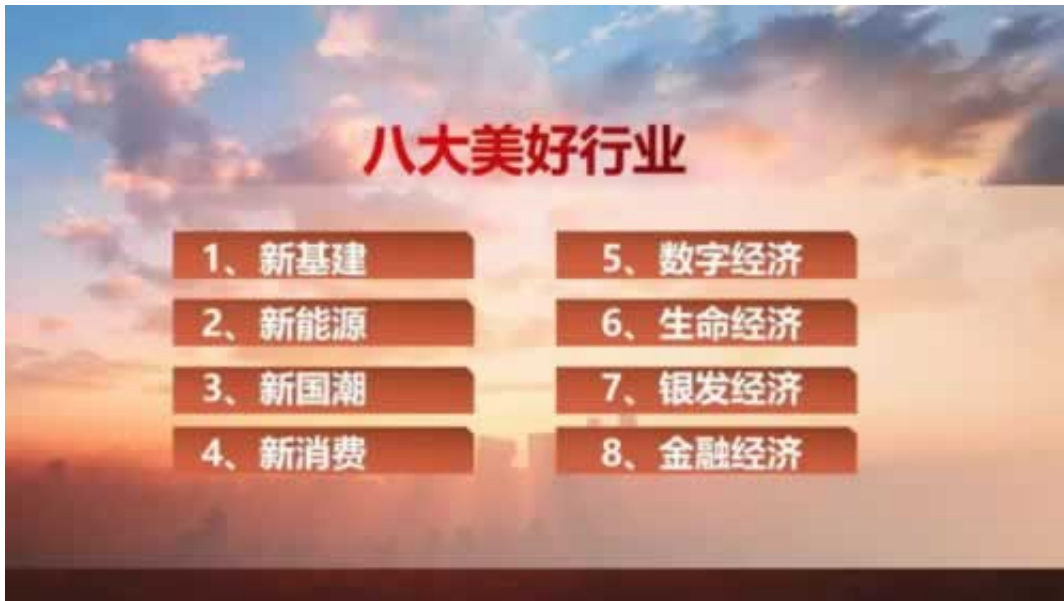 八大美好行业
1、新基建
2、新能源
3、新国潮
4、新消费
5、数字经济
6、生命经济
7、银发经济
8、金融经济